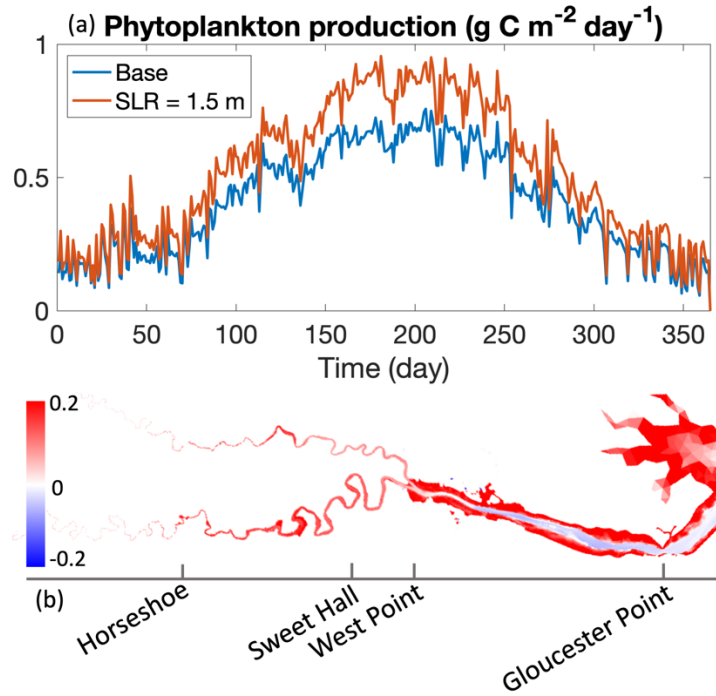 (a) Phytoplankton production (g C m⁻² day⁻¹)
1
Base
SLR = 1.5 m
0.5
0
0 50 100 150 200 250 300 350
Time (day)
0.2
0
-0.2
(b)
Horseshoe
Sweet Hall
West Point
Gloucester Point